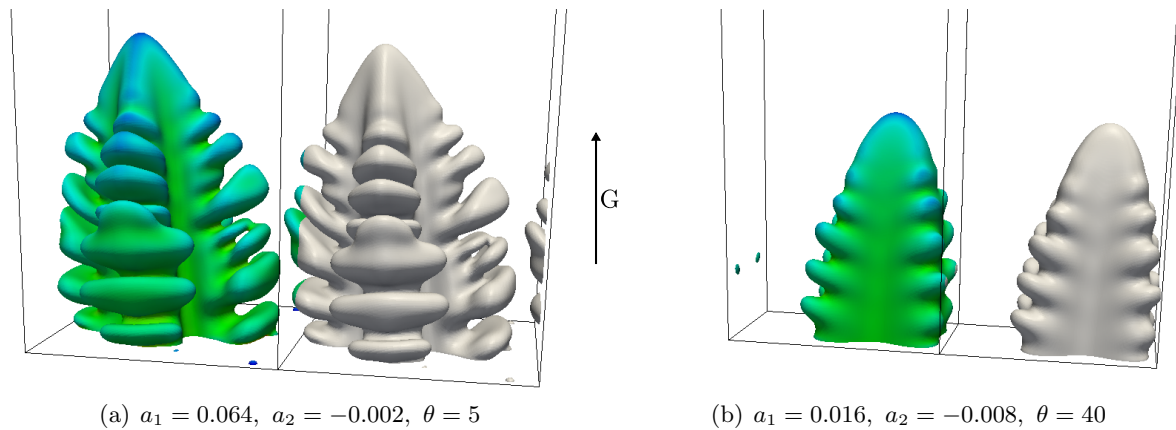 G
(a) a₁ = 0.064, a₂ = −0.002, θ = 5
(b) a₁ = 0.016, a₂ = −0.008, θ = 40